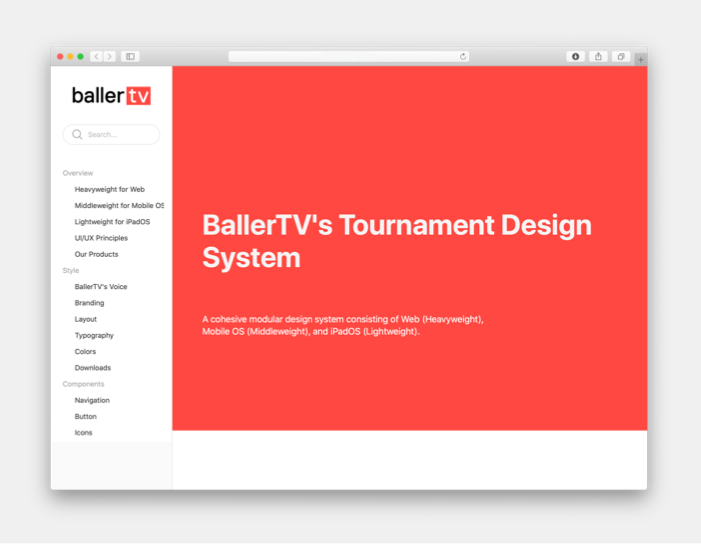 ballertv
Search...
Overview
Heavyweight for Web
Middleweight for Mobile OS
Lightweight for iPadOS
UI/UX Principles
Our Products
Style
BallerTV's Voice
Branding
Layout
Typography
Colors
Downloads
Components
Navigation
Button
Icons
BallerTV's Tournament Design
System
A cohesive modular design system consisting of Web (Heavyweight),
Mobile OS (Middleweight), and iPadOS (Lightweight).